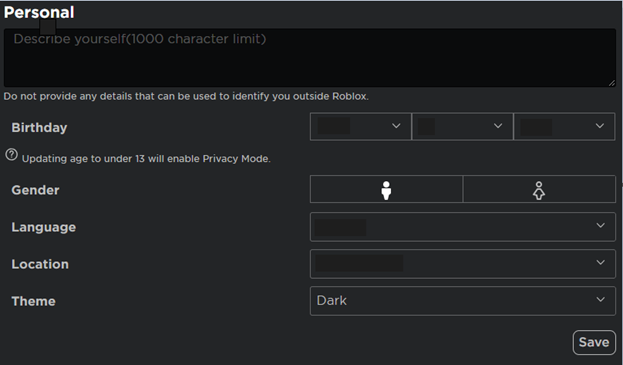 Personal
Describe yourself(1000 character limit)
Do not provide any details that can be used to identify you outside Roblox.
Birthday
Updating age to under 13 will enable Privacy Mode.
Gender
Language
Location
Theme
Dark
Save